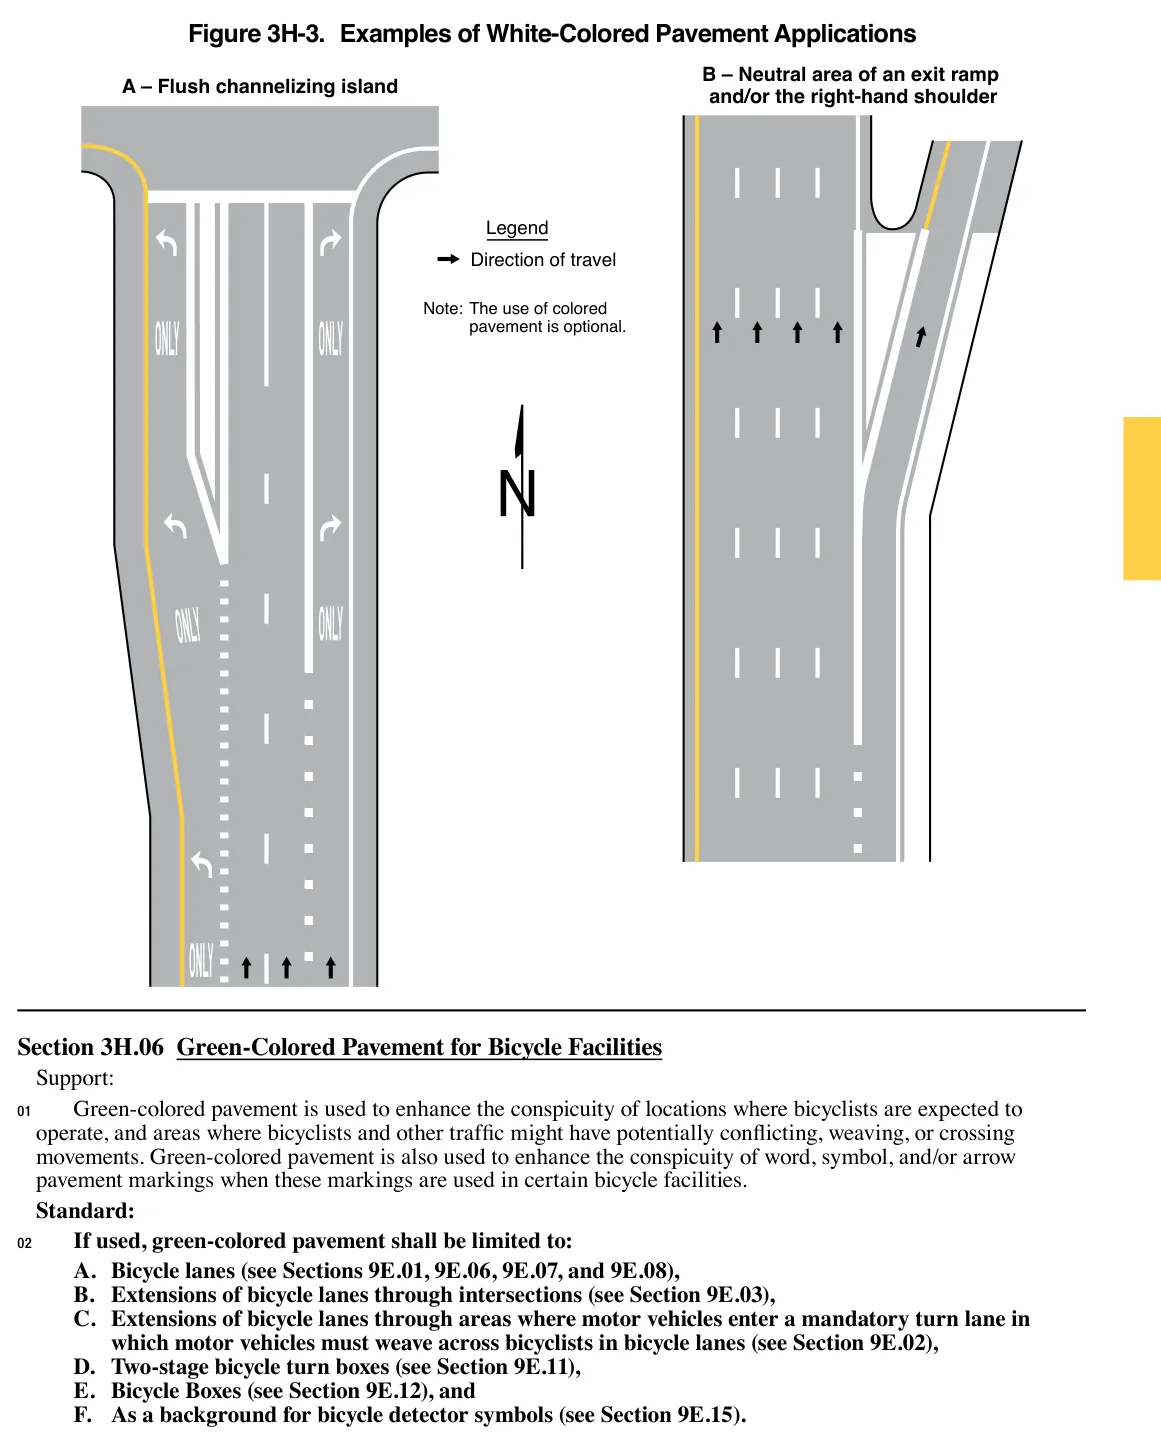 Figure 3H-3. Examples of White-Colored Pavement Applications
A – Flush channelizing island
B – Neutral area of an exit ramp
and/or the right-hand shoulder
Legend
Direction of travel
Note: The use of colored
pavement is optional.
N
ONLY
ONLY
ONLY
ONLY
ONLY
Section 3H.06 Green-Colored Pavement for Bicycle Facilities
Support:
01 Green-colored pavement is used to enhance the conspicuity of locations where bicyclists are expected to
operate, and areas where bicyclists and other traffic might have potentially conflicting, weaving, or crossing
movements. Green-colored pavement is also used to enhance the conspicuity of word, symbol, and/or arrow
pavement markings when these markings are used in certain bicycle facilities.
Standard:
02 If used, green-colored pavement shall be limited to:
A. Bicycle lanes (see Sections 9E.01, 9E.06, 9E.07, and 9E.08),
B. Extensions of bicycle lanes through intersections (see Section 9E.03),
C. Extensions of bicycle lanes through areas where motor vehicles enter a mandatory turn lane in
which motor vehicles must weave across bicyclists in bicycle lanes (see Section 9E.02),
D. Two-stage bicycle turn boxes (see Section 9E.11),
E. Bicycle Boxes (see Section 9E.12), and
F. As a background for bicycle detector symbols (see Section 9E.15).